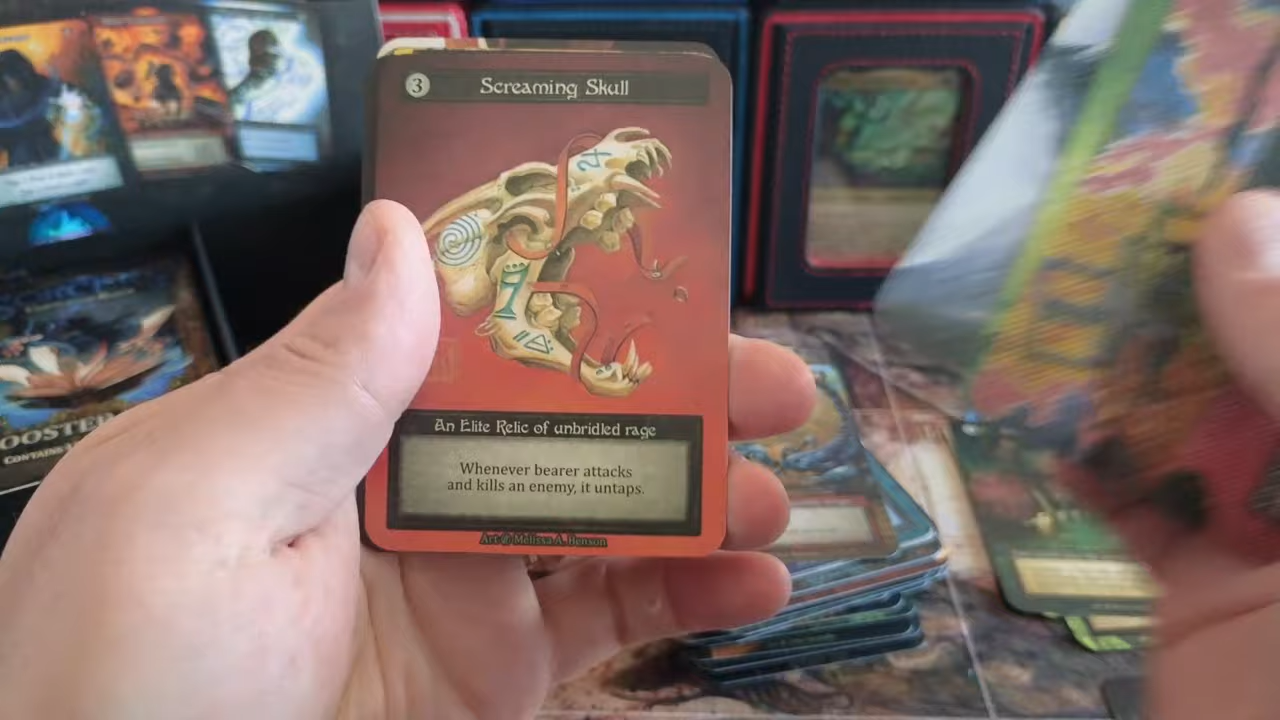 3
Screaming Skull
An Elite Relic of unbridled rage
Whenever bearer attacks
and kills an enemy, it untaps.
Art @ Melissa A. Benson
OOSTE
CONTAINS